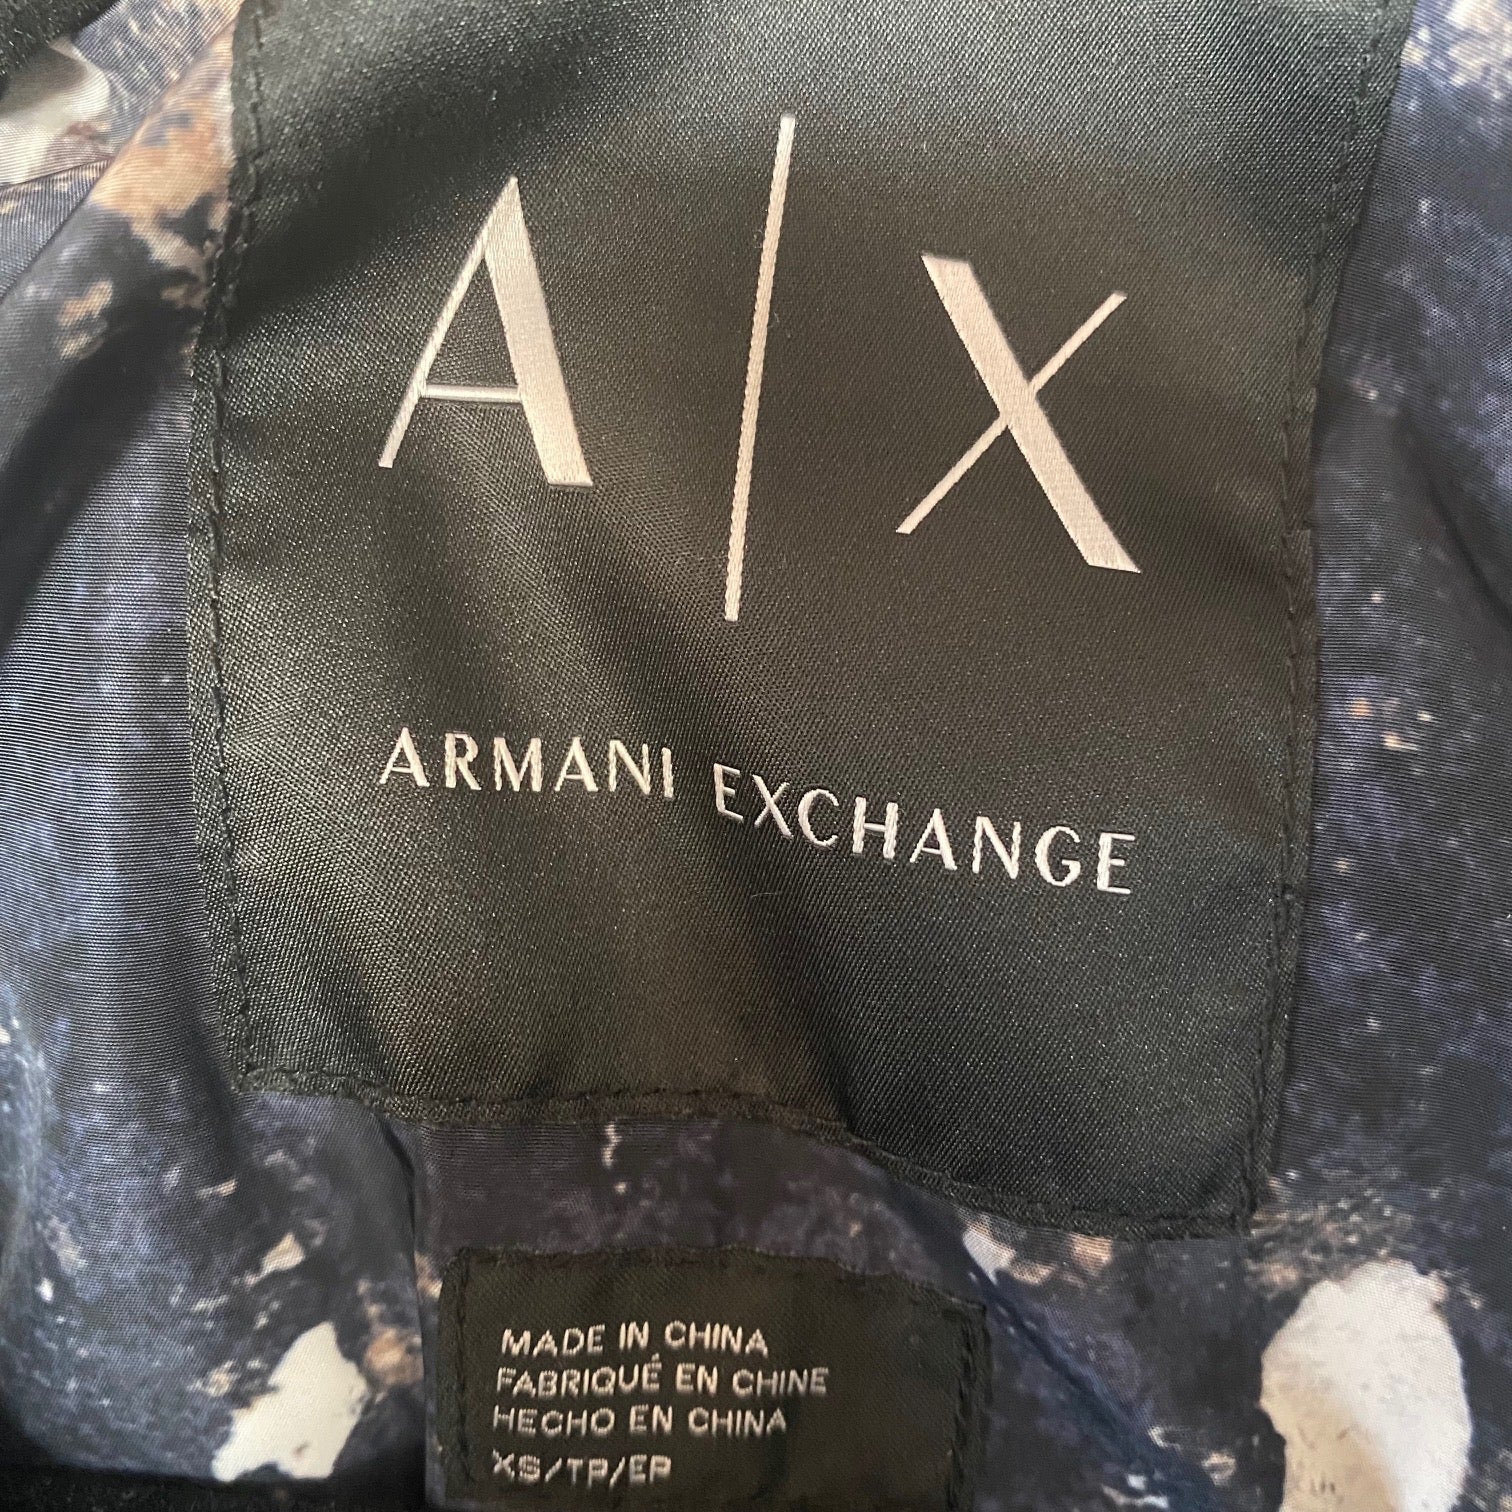 A|X
ARMANI EXCHANGE
MADE IN CHINA
FABRIQUÉ EN CHINE
HECHO EN CHINA
XS/TP/EP